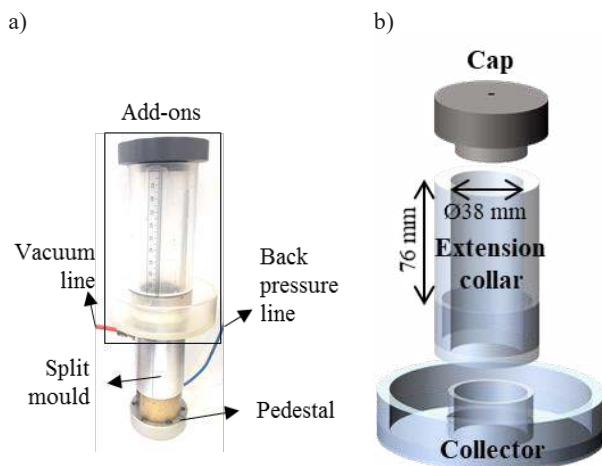 a)
b)
Add-ons
Vacuum
line
Back
pressure
line
Split
mould
Pedestal
Cap
Ø38 mm
76 mm
Extension
collar
Collector